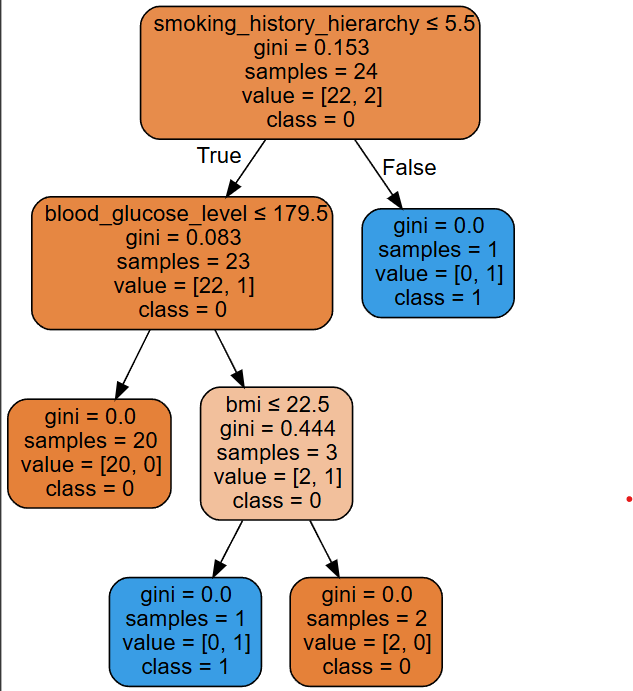 smoking_history_hierarchy ≤ 5.5
gini = 0.153
samples = 24
value = [22, 2]
class = 0
True
False
blood_glucose_level ≤ 179.5
gini = 0.083
samples = 23
value = [22, 1]
class = 0
gini = 0.0
samples = 1
value = [0, 1]
class = 1
gini = 0.0
samples = 20
value = [20, 0]
class = 0
bmi ≤ 22.5
gini = 0.444
samples = 3
value = [2, 1]
class = 0
gini = 0.0
samples = 1
value = [0, 1]
class = 1
gini = 0.0
samples = 2
value = [2, 0]
class = 0